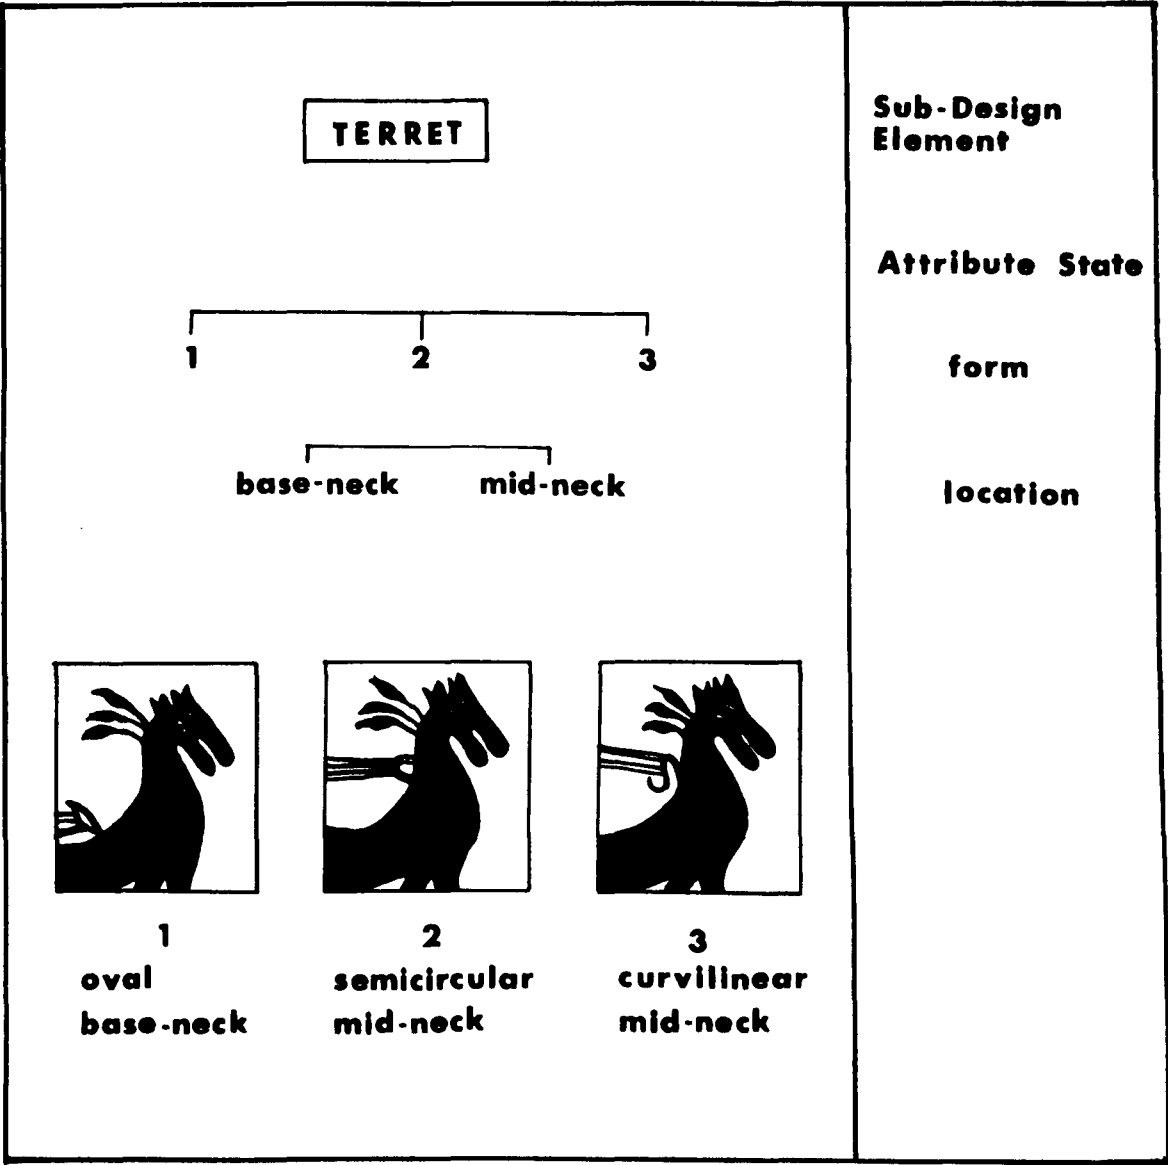 TERRET
Sub-Design
Element
Attribute State
1 2 3
form
base-neck mid-neck
location
1 2 3
oval semicircular curvilinear
base-neck mid-neck mid-neck